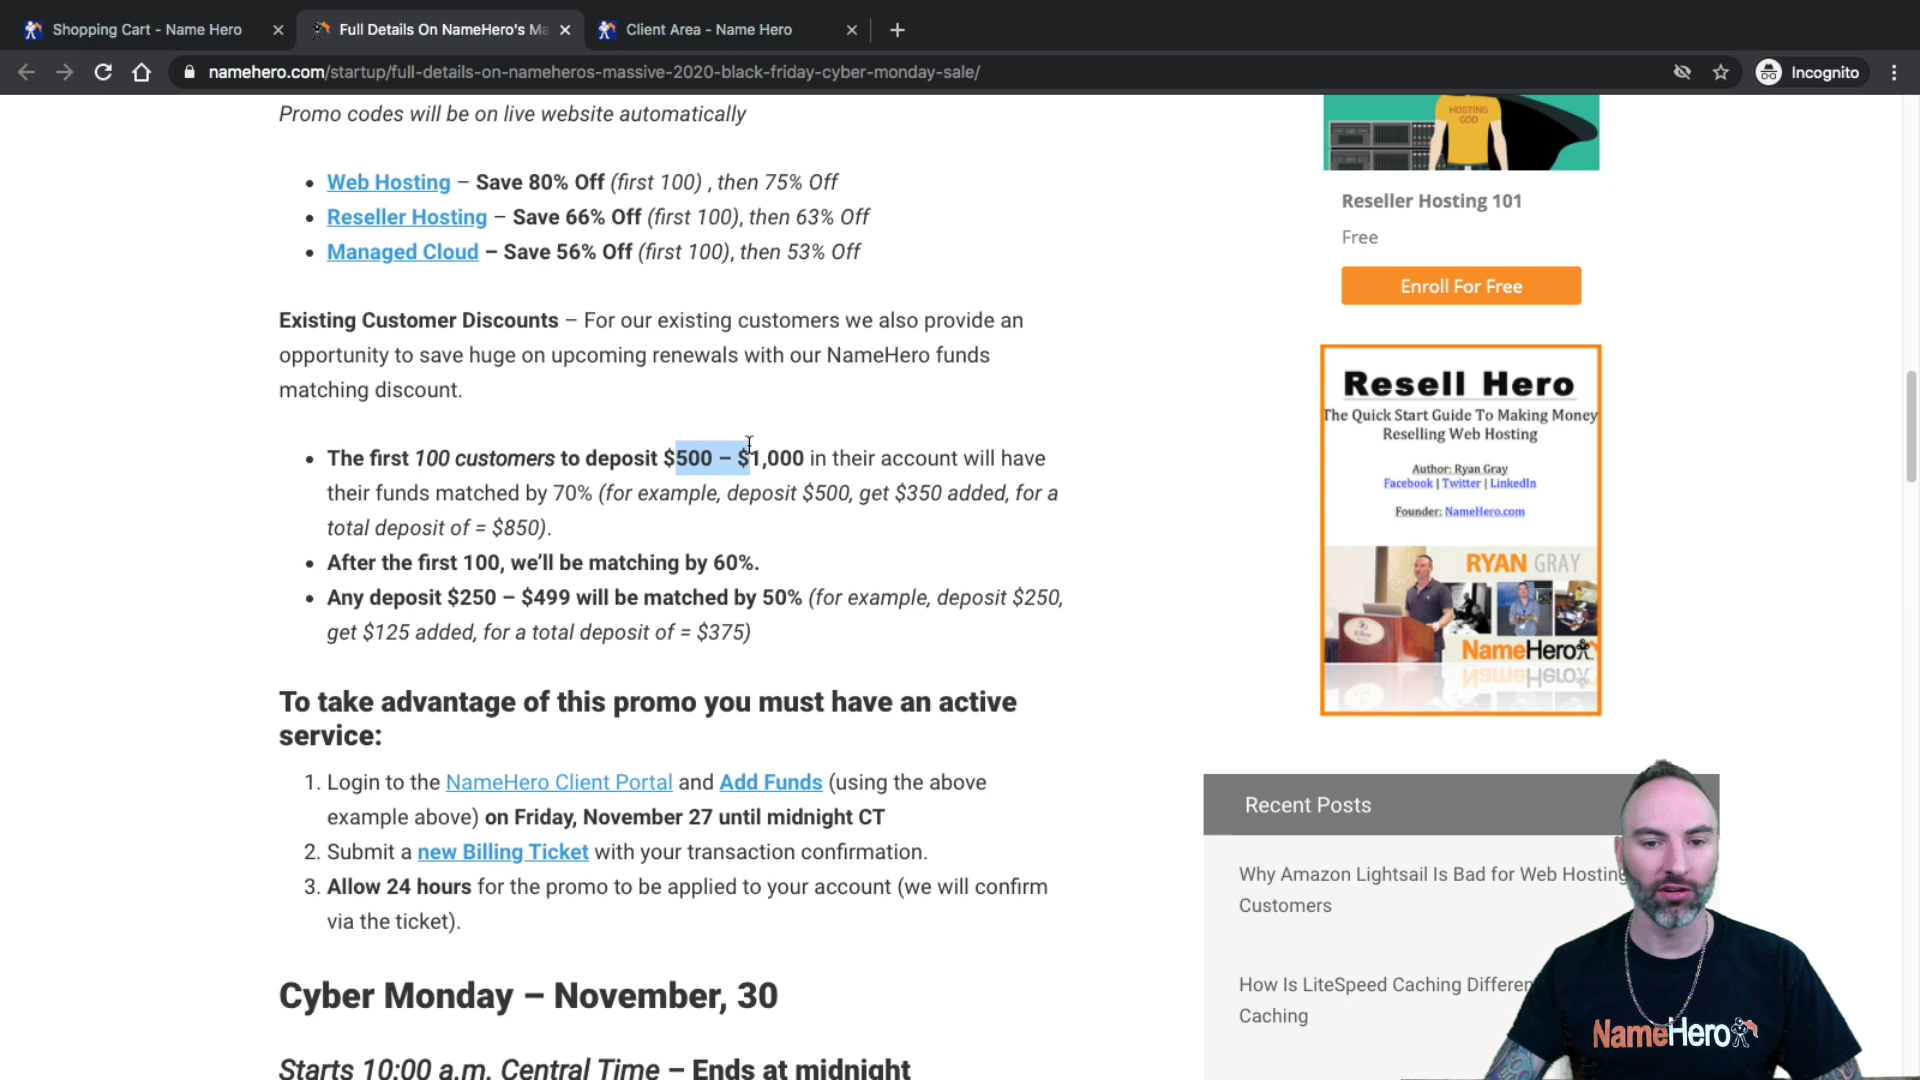 Shopping Cart - Name Hero
Full Details On NameHero's Ma
Client Area - Name Hero
namehero.com/startup/full-details-on-nameheros-massive-2020-black-friday-cyber-monday-sale/
Incognito
Promo codes will be on live website automatically
Web Hosting – Save 80% Off (first 100) , then 75% Off
Reseller Hosting – Save 66% Off (first 100), then 63% Off
Managed Cloud – Save 56% Off (first 100), then 53% Off
Existing Customer Discounts – For our existing customers we also provide an
opportunity to save huge on upcoming renewals with our NameHero funds
matching discount.
The first 100 customers to deposit $500 – $1,000 in their account will have
their funds matched by 70% (for example, deposit $500, get $350 added, for a
total deposit of = $850).
After the first 100, we’ll be matching by 60%.
Any deposit $250 – $499 will be matched by 50% (for example, deposit $250,
get $125 added, for a total deposit of = $375)
To take advantage of this promo you must have an active
service:
1. Login to the NameHero Client Portal and Add Funds (using the above
example above) on Friday, November 27 until midnight CT
2. Submit a new Billing Ticket with your transaction confirmation.
3. Allow 24 hours for the promo to be applied to your account (we will confirm
via the ticket).
Cyber Monday – November, 30
Starts 10:00 a.m. Central Time – Ends at midnight
HOSTING
GOD
Reseller Hosting 101
Free
Enroll For Free
Resell Hero
The Quick Start Guide To Making Money
Reselling Web Hosting
Author: Ryan Gray
Facebook | Twitter | LinkedIn
Founder: NameHero.com
RYAN GRAY
NameHero
Recent Posts
Why Amazon Lightsail Is Bad for Web Hosting
Customers
How Is LiteSpeed Caching Differen
Caching
NameHero